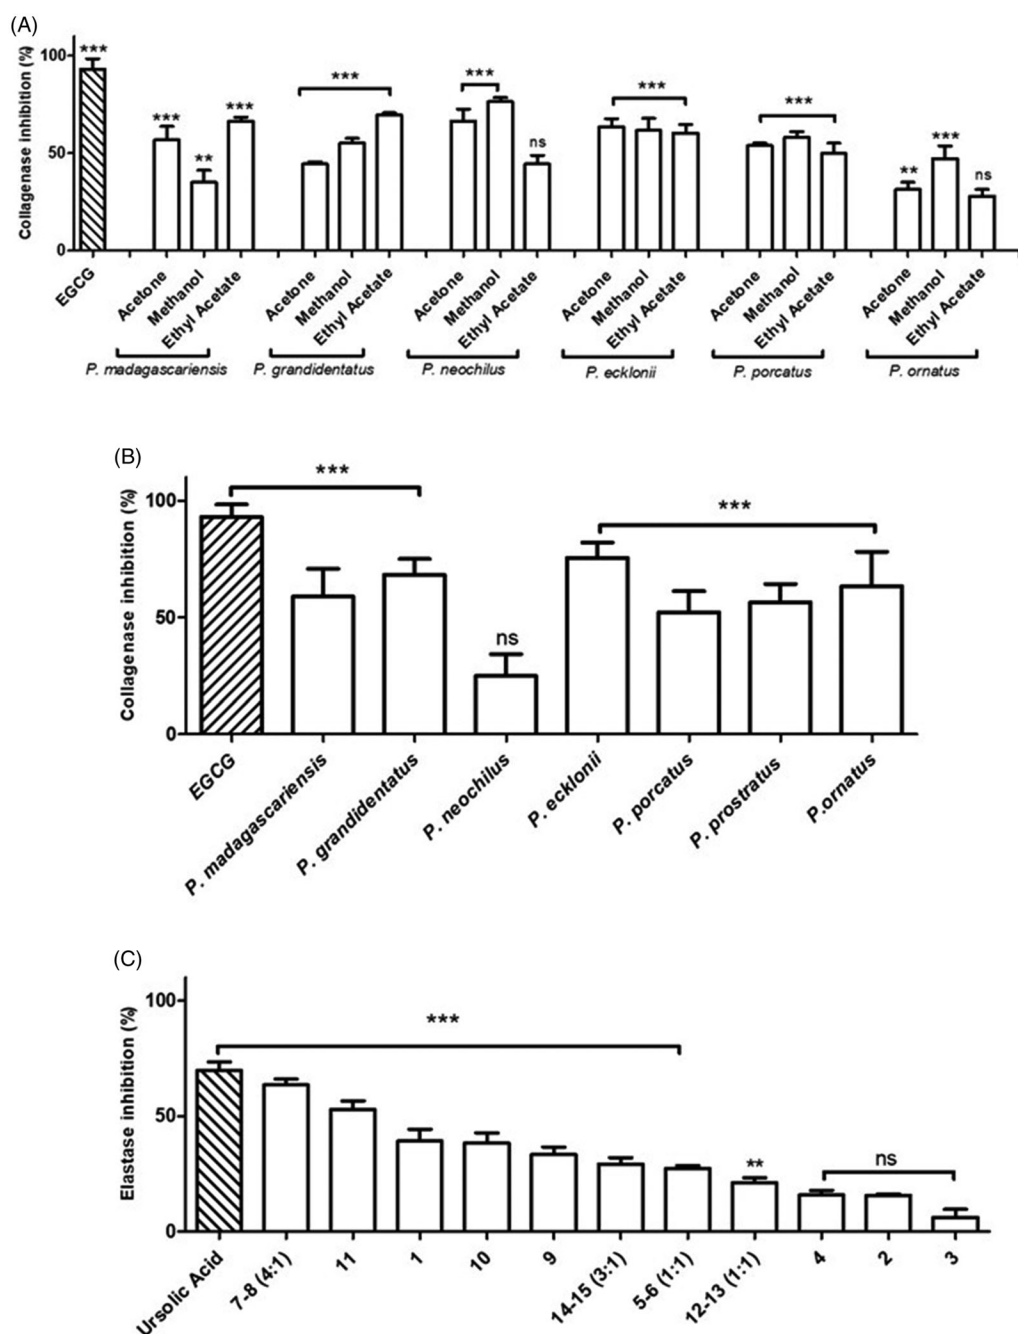 (A)
Collagenase inhibition (%)
100
50
0
***
***
**
***
***
***
ns
***
***
**
***
ns
EGCG
Acetone
Methanol
Ethyl Acetate
Acetone
Methanol
Ethyl Acetate
Acetone
Methanol
Ethyl Acetate
Acetone
Methanol
Ethyl Acetate
Acetone
Methanol
Ethyl Acetate
Acetone
Methanol
Ethyl Acetate
P. madagascariensis
P. grandidentatus
P. neochilus
P. ecklonii
P. porcatus
P. ornatus
(B)
Collagenase inhibition (%)
100
50
0
***
ns
***
EGCG
P. madagascariensis
P. grandidentatus
P. neochilus
P. ecklonii
P. porcatus
P. prostratus
P.ornatus
(C)
Elastase inhibition (%)
100
50
0
***
**
ns
Ursolic Acid
7-8 (4:1)
11
1
10
9
14-15 (3:1)
5-6 (1:1)
12-13 (1:1)
4
2
3